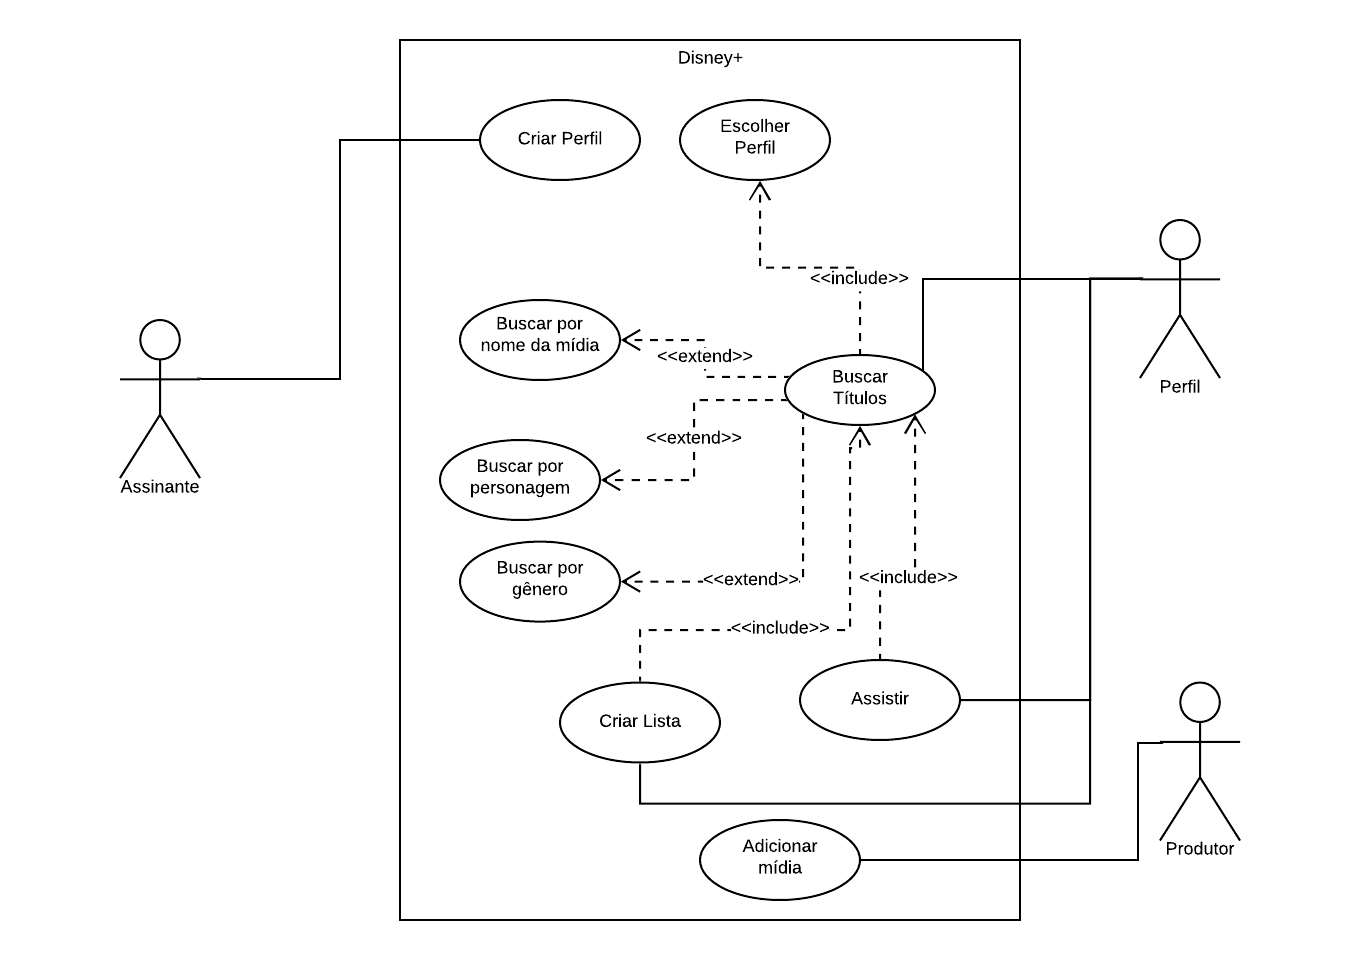 Disney+
Criar Perfil
Escolher
Perfil
<<include>>
Buscar por
nome da mídia
<<extend>>
Buscar
Títulos
Perfil
<<extend>>
Buscar por
personagem
Assinante
Buscar por
gênero
<<extend>>
<<include>>
<<include>>
Criar Lista
Assistir
Adicionar
mídia
Produtor